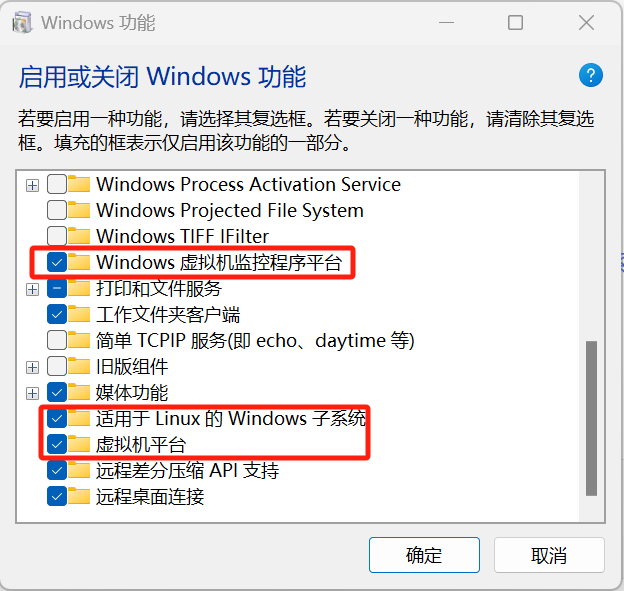 Windows 功能
启用或关闭 Windows 功能
?
若要启用一种功能，请选择其复选框。若要关闭一种功能，请清除其复选
框。填充的框表示仅启用该功能的一部分。
Windows Process Activation Service
Windows Projected File System
Windows TIFF IFilter
Windows 虚拟机监控程序平台
打印和文件服务
工作文件夹客户端
简单 TCPIP 服务(即 echo、daytime 等)
旧版组件
媒体功能
适用于 Linux 的 Windows 子系统
虚拟机平台
远程差分压缩 API 支持
远程桌面连接
确定
取消